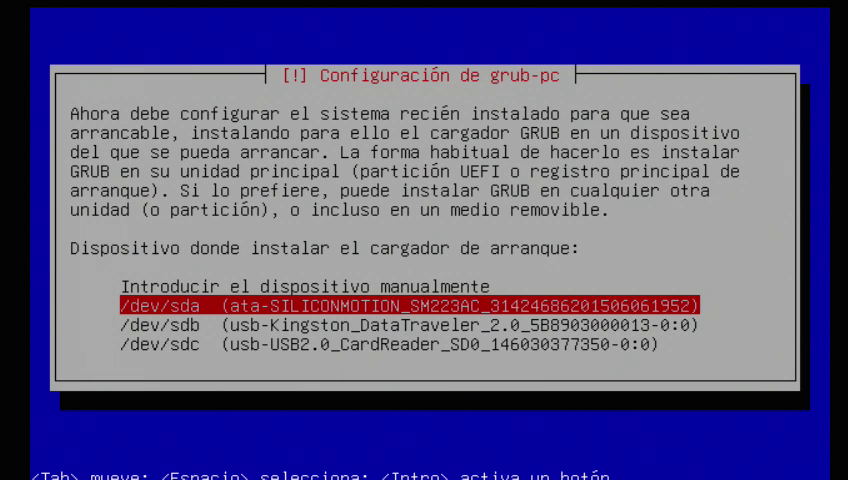 [!] Configuración de grub-pc
Ahora debe configurar el sistema recién instalado para que sea
arrancable, instalando para ello el cargador GRUB en un dispositivo
del que se pueda arrancar. La forma habitual de hacerlo es instalar
GRUB en su unidad principal (partición UEFI o registro principal de
arranque). Si lo prefiere, puede instalar GRUB en cualquier otra
unidad (o partición), o incluso en un medio removible.
Dispositivo donde instalar el cargador de arranque:
Introducir el dispositivo manualmente
/dev/sda (ata-SILICONMOTION_SM223AC_31424686201506061952)
/dev/sdb (usb-Kingston_DataTraveler_2.0_5B8903000013-0:0)
/dev/sdc (usb-USB2.0_CardReader_SD0_146030377350-0:0)
<Tab> mueve; <Espacio> selecciona; <Intro> activa un botón